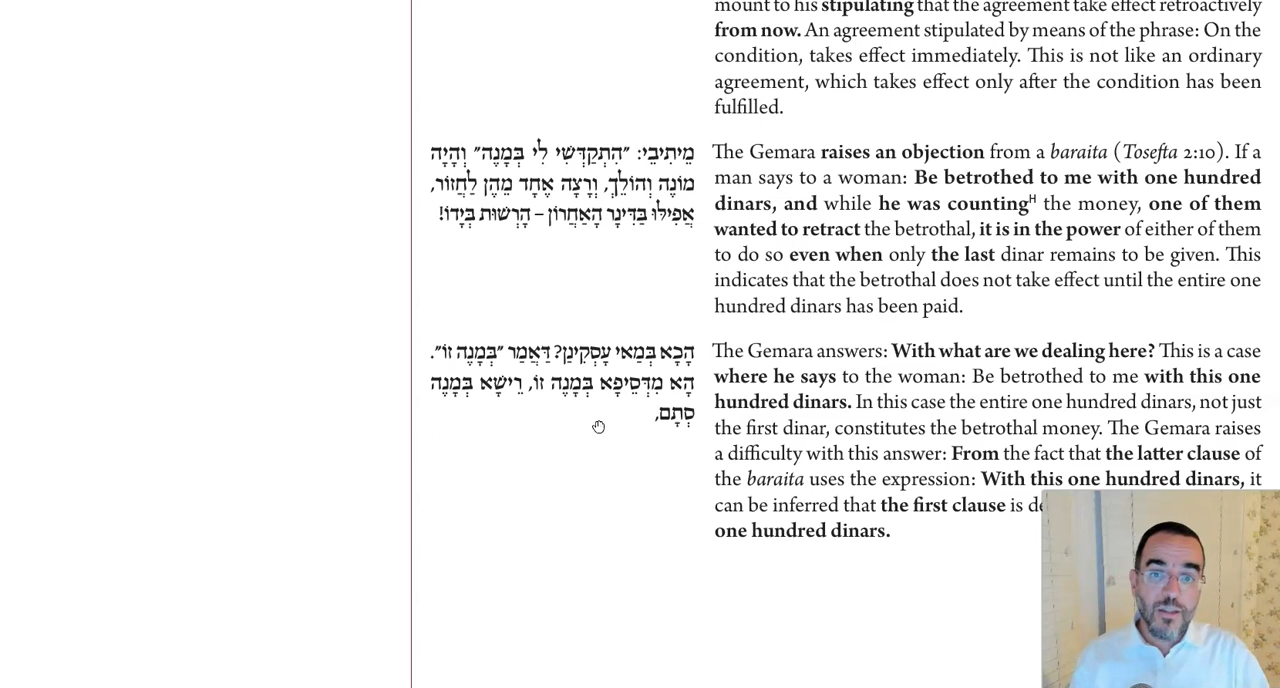 mount to his stipulating that the agreement take effect retroactively
from now. An agreement stipulated by means of the phrase: On the
condition, takes effect immediately. This is not like an ordinary
agreement, which takes effect only after the condition has been
fulfilled.
מֵיתִיבֵי: ״הִתְקַדְּשִׁי לִי בְּמָנֶה״ וְהָיָה
מוֹנֶה וְהוֹלֵךְ, וְרָצָה אֶחָד מֵהֶן לַחֲזוֹר,
אֲפִילּוּ בַּדִּינָר הָאַחֲרוֹן – הָרְשׁוּת בְּיָדוֹ!
The Gemara raises an objection from a baraita (Tosefta 2:10). If a
man says to a woman: Be betrothed to me with one hundred
dinars, and while he was countingᴴ the money, one of them
wanted to retract the betrothal, it is in the power of either of them
to do so even when only the last dinar remains to be given. This
indicates that the betrothal does not take effect until the entire one
hundred dinars has been paid.
הָכָא בְּמַאי עָסְקִינַן? דַּאֲמַר ״בְּמָנֶה זוֹ״.
הָא מִדְּסֵיפָא בְּמָנֶה זוֹ, רֵישָׁא בְּמָנֶה
סְתָם,
The Gemara answers: With what are we dealing here? This is a case
where he says to the woman: Be betrothed to me with this one
hundred dinars. In this case the entire one hundred dinars, not just
the first dinar, constitutes the betrothal money. The Gemara raises
a difficulty with this answer: From the fact that the latter clause of
the baraita uses the expression: With this one hundred dinars, it
can be inferred that the first clause is
one hundred dinars.